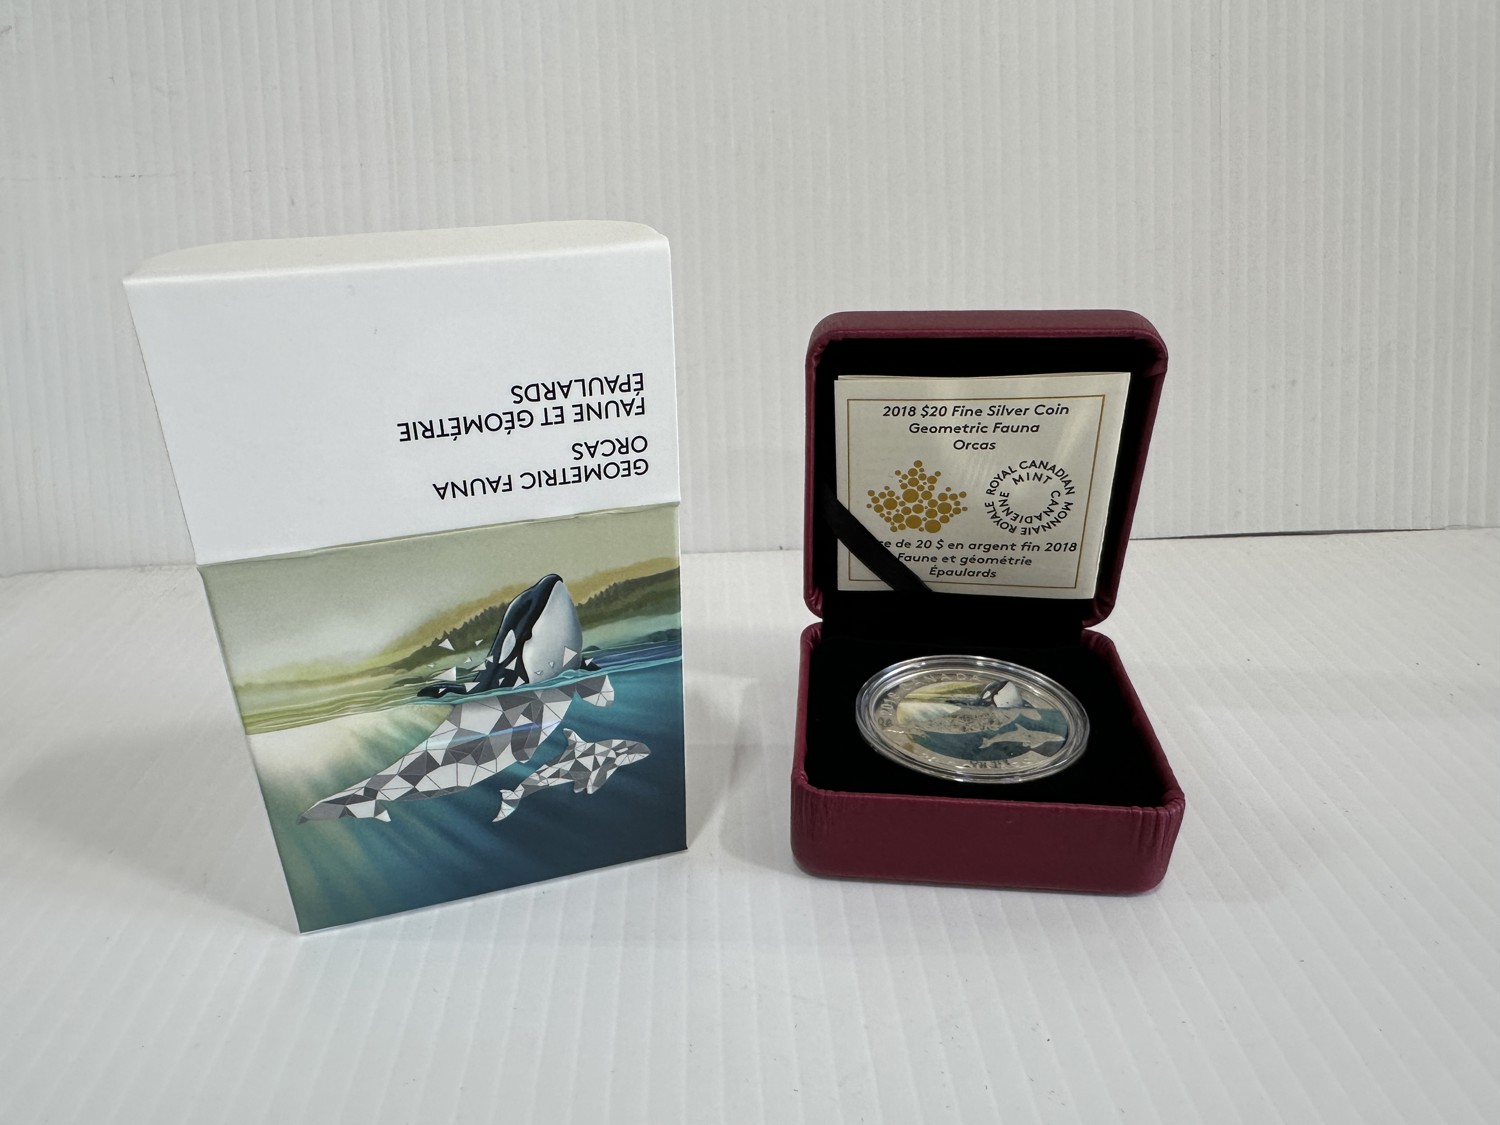 GEOMETRIC FAUNA
ORCAS
FAUNE ET GÉOMÉTRIE
ÉPAULARDS
2018 $20 Fine Silver Coin
Geometric Fauna
Orcas
ROYAL CANADIAN MINT
MONNAIE ROYALE CANADIENNE
de 20 $ en argent fin 2018
Faune et géométrie
Épaulards
CANADA
2018